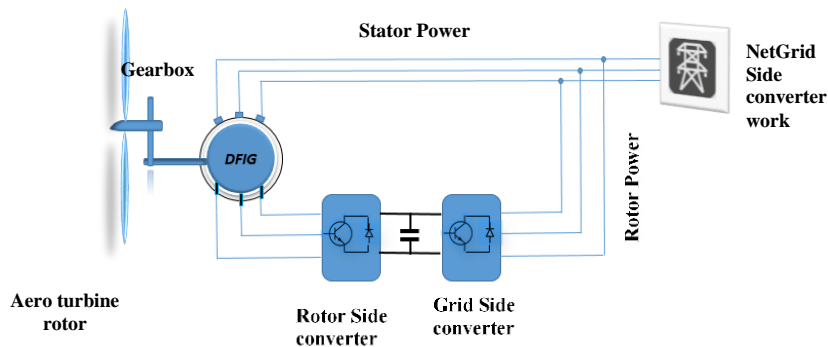 Stator Power
NetGrid
Side
converter
work
Gearbox
DFIG
Rotor Power
Aero turbine
rotor
Rotor Side
converter
Grid Side
converter